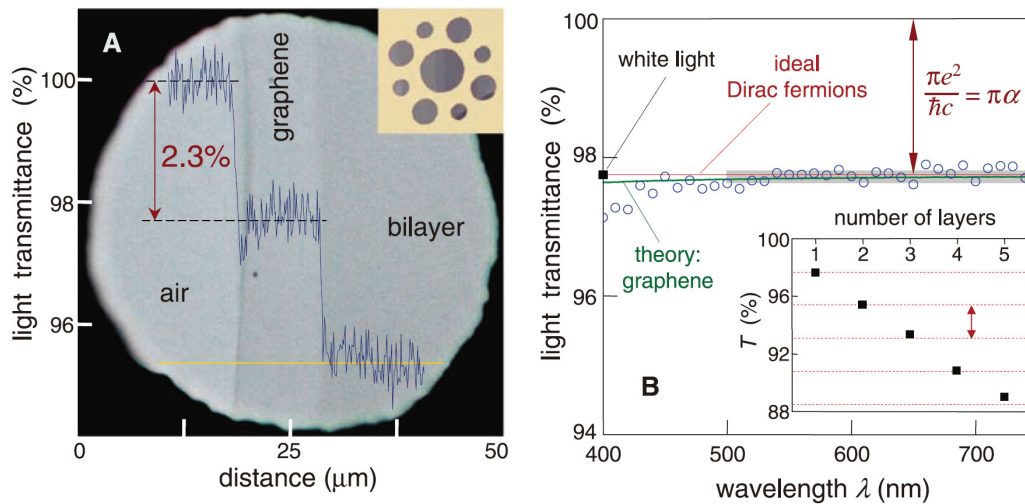 A
light transmittance (%)
100
98
96
2.3%
graphene
bilayer
air
0
25
50
distance (μm)
B
light transmittance (%)
100
98
96
94
white light
ideal
Dirac fermions
πe²/ħc = πα
theory:
graphene
number of layers
1 2 3 4 5
T (%)
100
96
92
88
400 500 600 700
wavelength λ (nm)